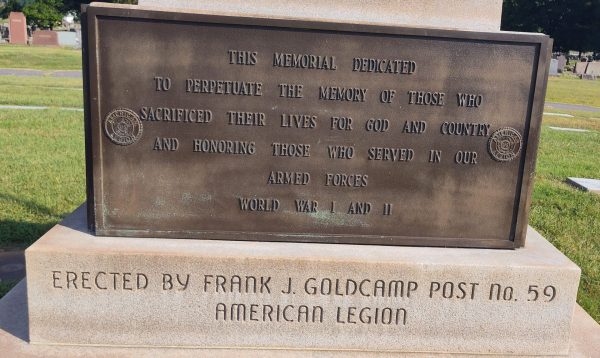 THIS MEMORIAL DEDICATED
TO PERPETUATE THE MEMORY OF THOSE WHO
SACRIFICED THEIR LIVES FOR GOD AND COUNTRY
AND HONORING THOSE WHO SERVED IN OUR
ARMED FORCES
WORLD WAR I AND II
ERECTED BY FRANK J. GOLDCAMP POST No. 59
AMERICAN LEGION